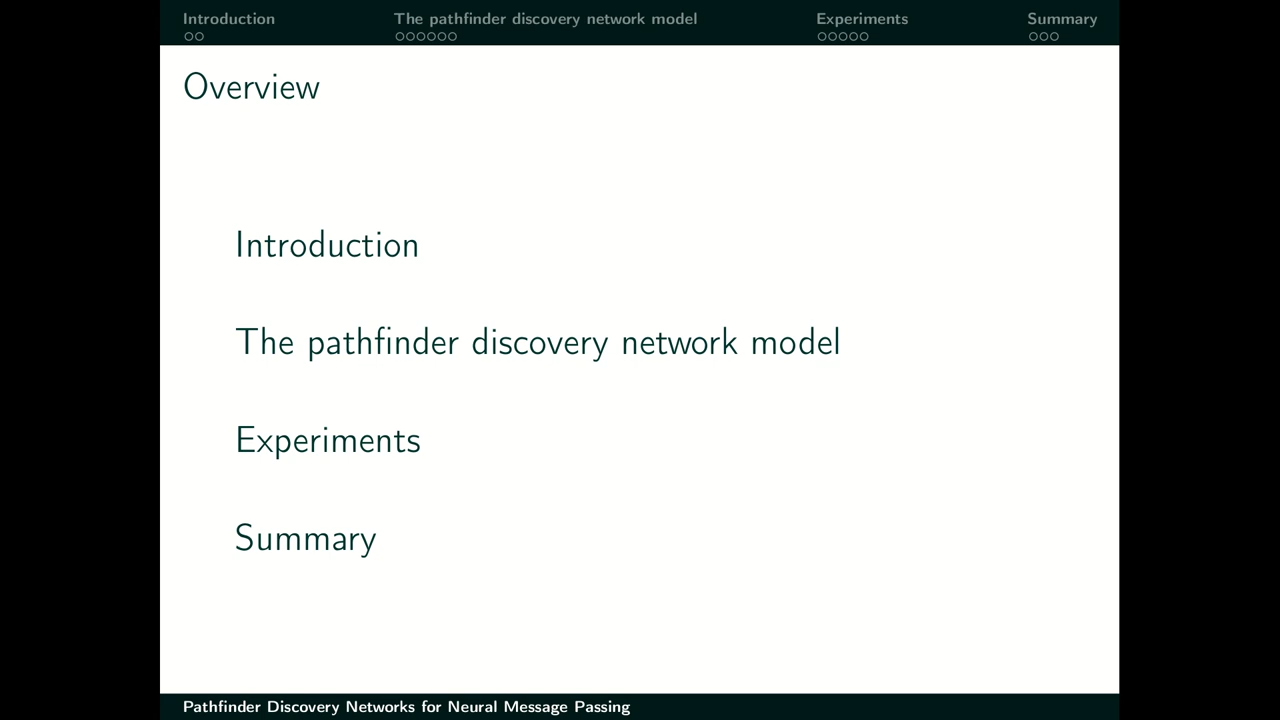 Introduction
The pathfinder discovery network model
Experiments
Summary
Overview
Introduction
The pathfinder discovery network model
Experiments
Summary
Pathfinder Discovery Networks for Neural Message Passing